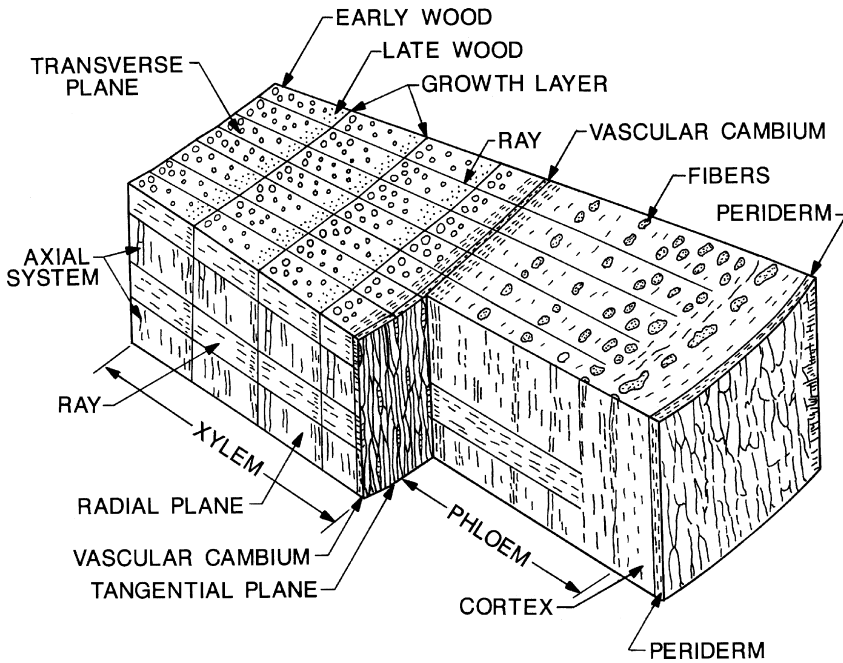 EARLY WOOD
LATE WOOD
TRANSVERSE
PLANE
GROWTH LAYER
RAY
VASCULAR CAMBIUM
FIBERS
PERIDERM
AXIAL
SYSTEM
RAY
XYLEM
RADIAL PLANE
PHLOEM
VASCULAR CAMBIUM
TANGENTIAL PLANE
CORTEX
PERIDERM